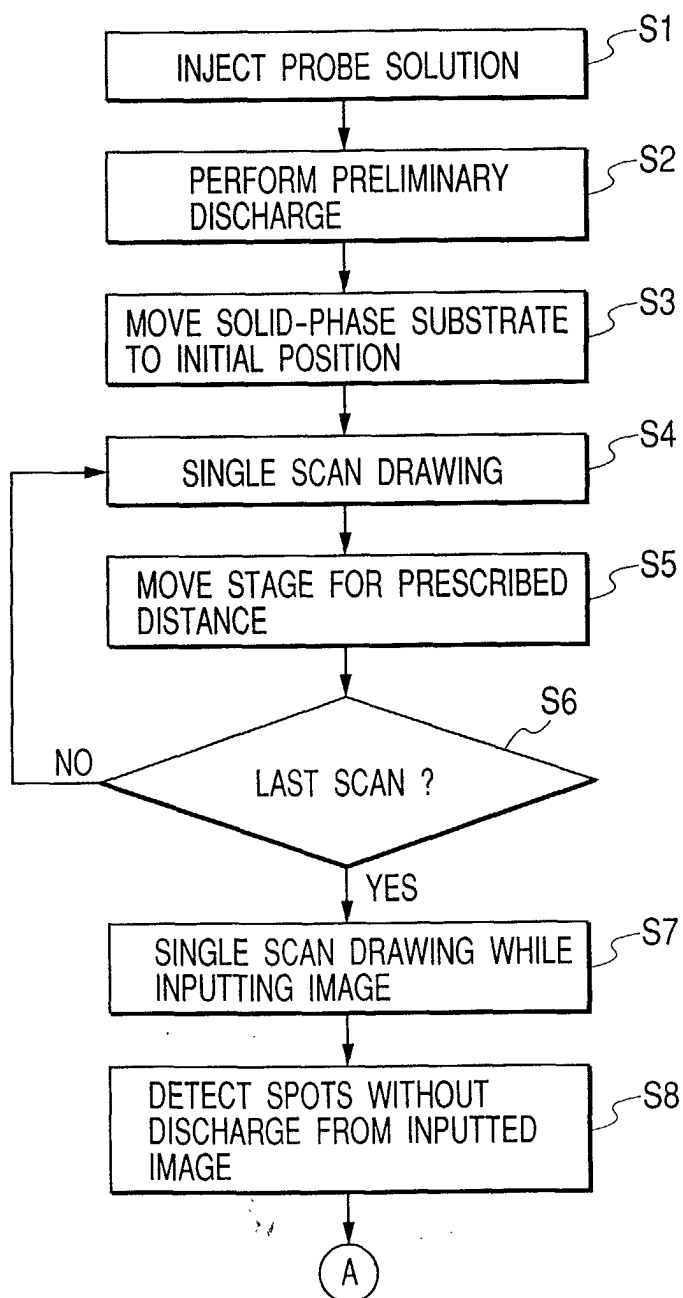 S1
INJECT PROBE SOLUTION
S2
PERFORM PRELIMINARY
DISCHARGE
S3
MOVE SOLID-PHASE SUBSTRATE
TO INITIAL POSITION
S4
SINGLE SCAN DRAWING
S5
MOVE STAGE FOR PRESCRIBED
DISTANCE
S6
NO
LAST SCAN ?
YES
S7
SINGLE SCAN DRAWING WHILE
INPUTTING IMAGE
S8
DETECT SPOTS WITHOUT
DISCHARGE FROM INPUTTED
IMAGE
A